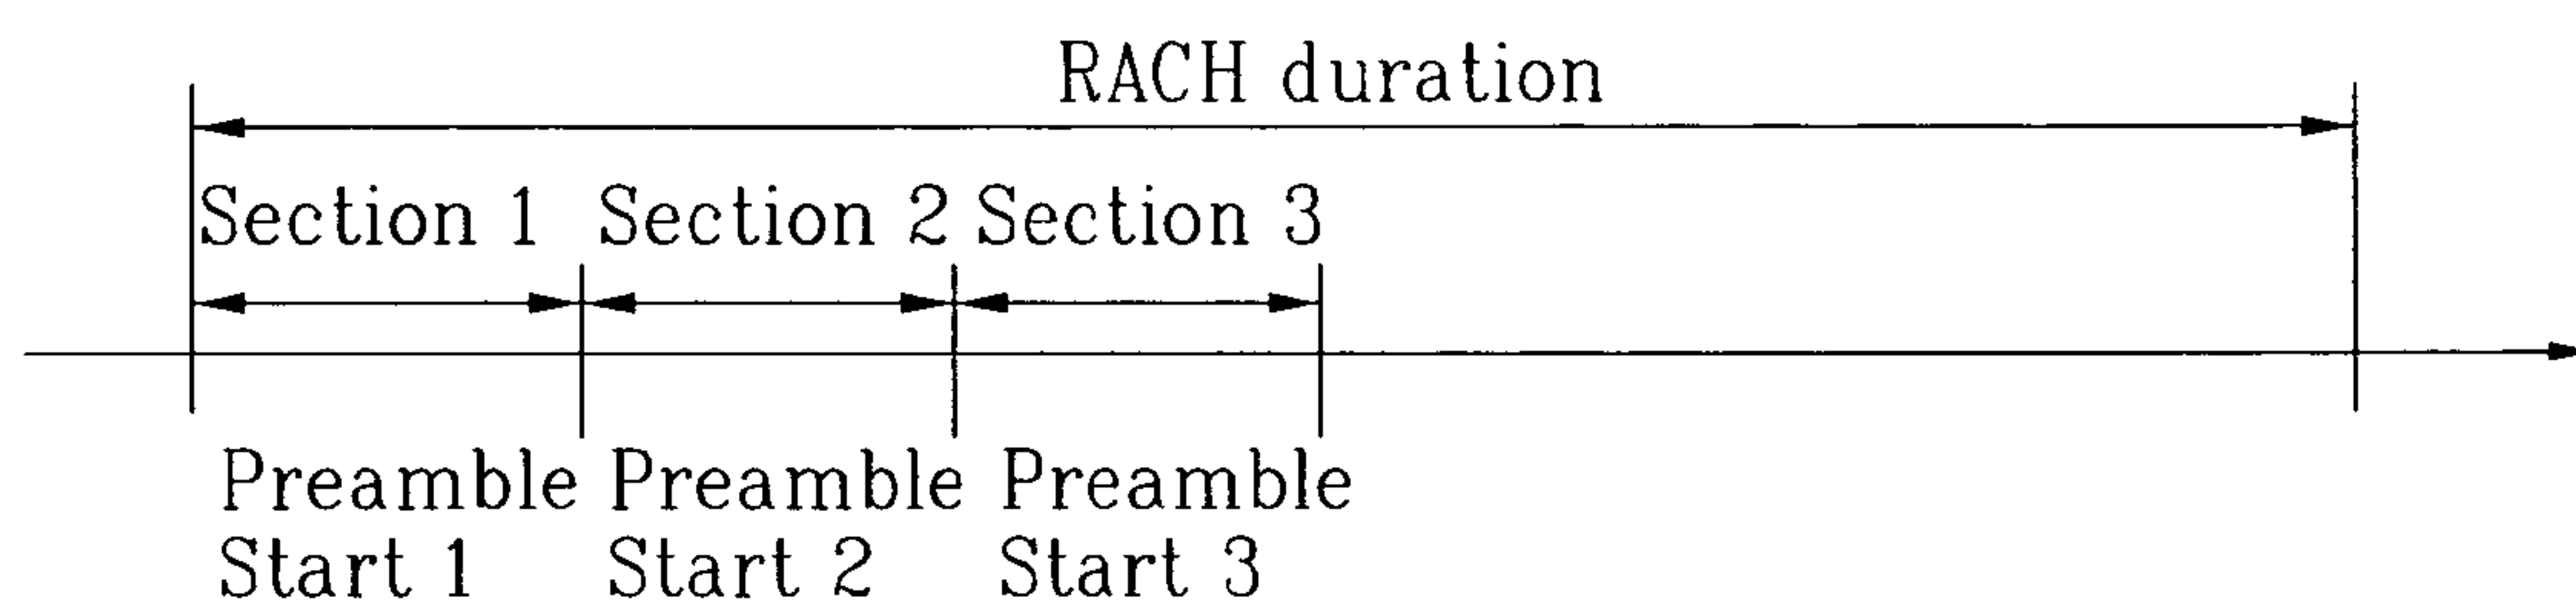 RACH duration
Section 1 Section 2 Section 3
Preamble Preamble Preamble
Start 1 Start 2 Start 3